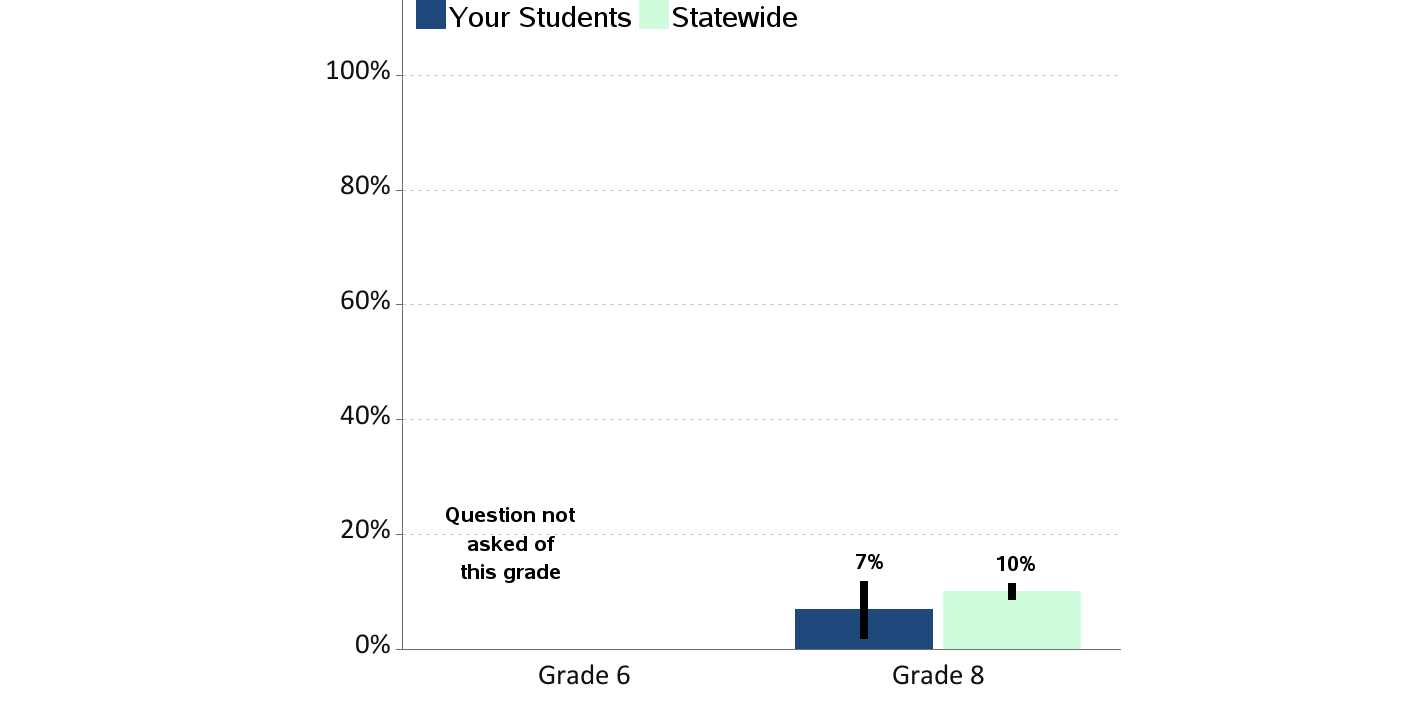 Your Students Statewide
100%
80%
60%
40%
20%
0%
Question not
asked of
this grade
7%
10%
Grade 6 Grade 8